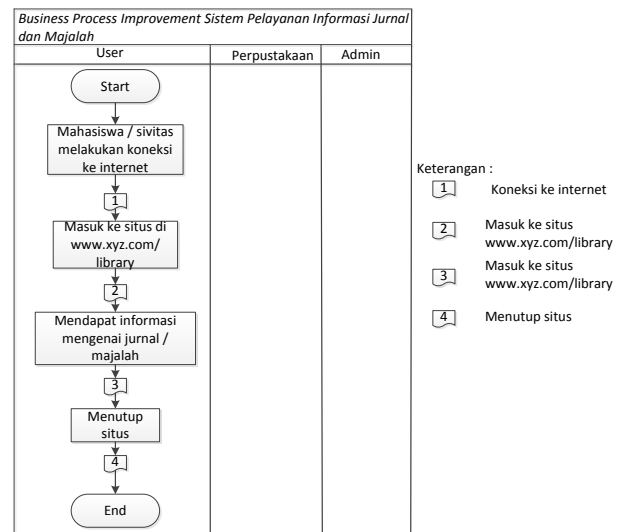 Business Process Improvement Sistem Pelayanan Informasi Jurnal
dan Majalah
User
Perpustakaan
Admin
Start
Mahasiswa / sivitas
melakukan koneksi
ke internet
1
Masuk ke situs di
www.xyz.com/
library
2
Mendapat informasi
mengenai jurnal /
majalah
3
Menutup
situs
4
End
Keterangan :
1 Koneksi ke internet
2 Masuk ke situs
www.xyz.com/library
3 Masuk ke situs
www.xyz.com/library
4 Menutup situs